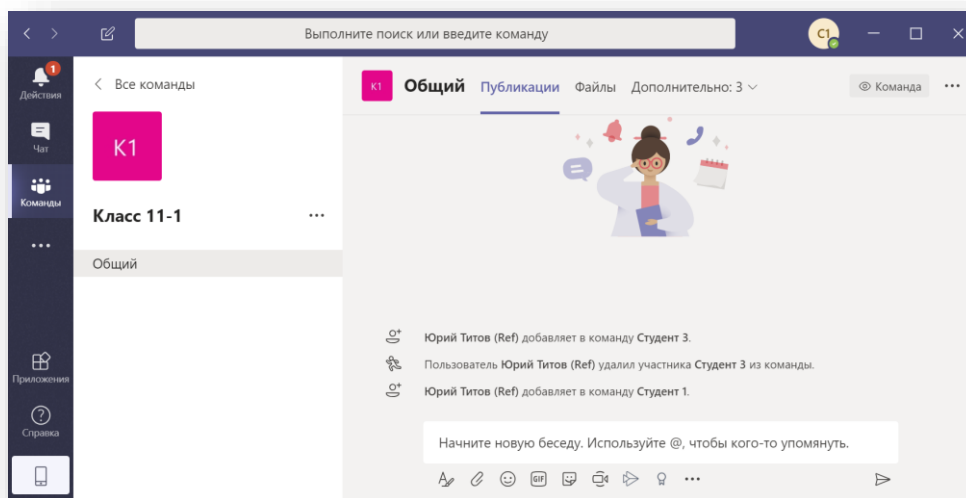 Выполните поиск или введите команду
С1
1
Действия
Чат
Команды
Приложения
Справка
Все команды
К1
Класс 11-1
Общий
К1 Общий Публикации Файлы Дополнительно: 3 Команда
Юрий Титов (Ref) добавляет в команду Студент 3.
Пользователь Юрий Титов (Ref) удалил участника Студент 3 из команды.
Юрий Титов (Ref) добавляет в команду Студент 1.
Начните новую беседу. Используйте @, чтобы кого-то упомянуть.
GIF